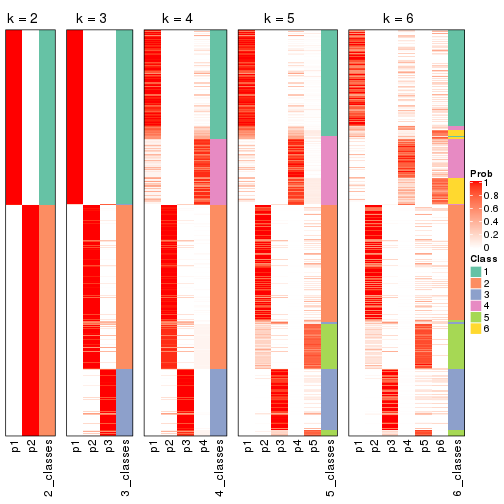 k = 2
k = 3
k = 4
k = 5
k = 6
Prob
1
0.8
0.6
0.4
0.2
0
Class
1
2
3
4
5
6
p1
p2
2_classes
p1
p2
p3
3_classes
p1
p2
p3
p4
4_classes
p1
p2
p3
p4
p5
5_classes
p1
p2
p3
p4
p5
p6
6_classes